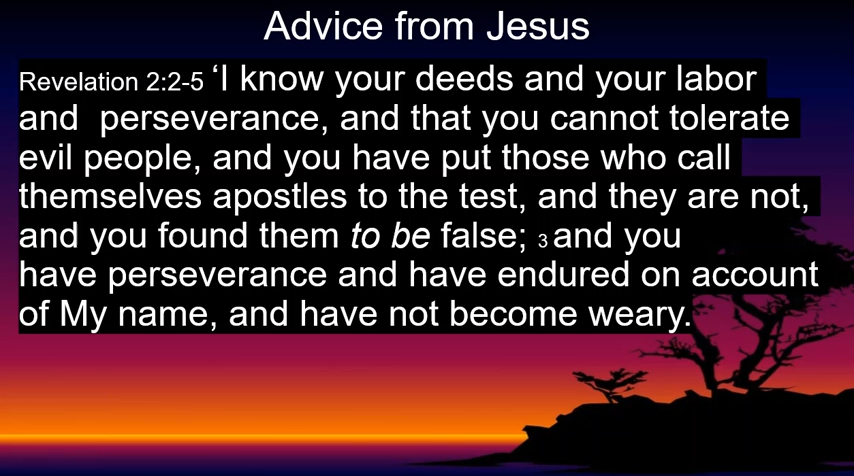 Advice from Jesus
Revelation 2:2-5 ‘I know your deeds and your labor
and  perseverance, and that you cannot tolerate
evil people, and you have put those who call
themselves apostles to the test, and they are not,
and you found them to be false; 3 and you
have perseverance and have endured on account
of My name, and have not become weary.